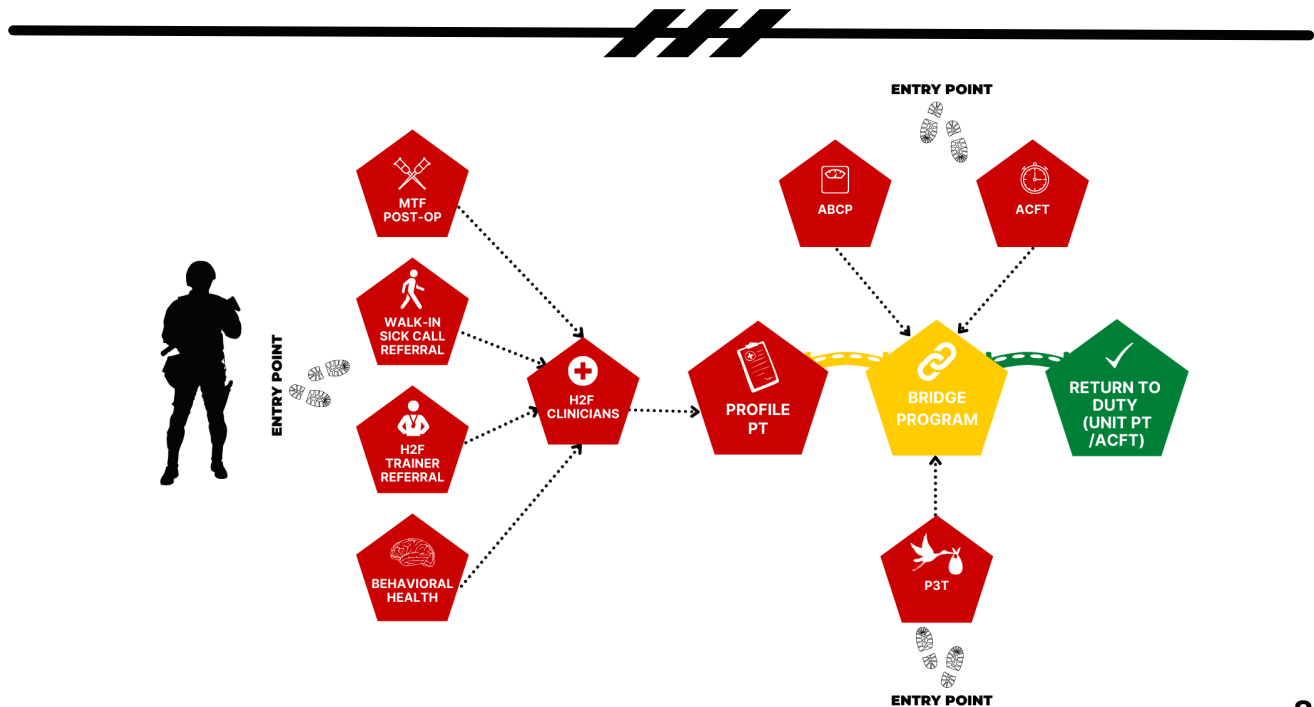 ENTRY POINT
MTF
POST-OP
ABCP
ACFT
WALK-IN
SICK CALL
REFERRAL
ENTRY POINT
H2F
CLINICIANS
PROFILE
PT
BRIDGE
PROGRAM
RETURN TO
DUTY
(UNIT PT
/ACFT)
H2F
TRAINER
REFERRAL
BEHAVIORAL
HEALTH
P3T
ENTRY POINT